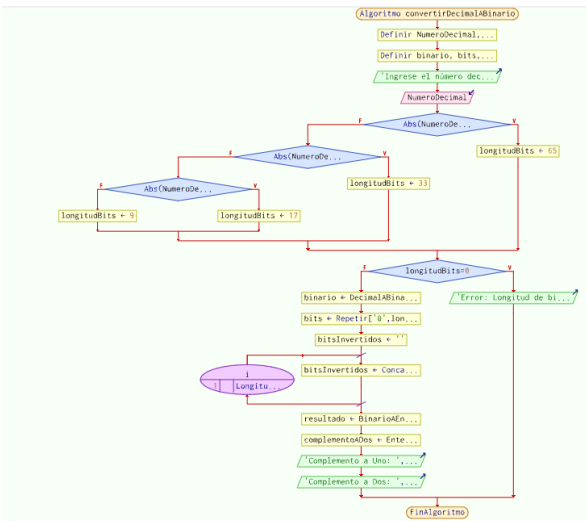 Algoritmo convertirDecimalABinario
Definir NumeroDecimal,...
Definir binario, bits,...
'Ingrese el número dec...
NumeroDecimal
F
Abs(NumeroDe...
V
F
Abs(NumeroDe...
V
longitudBits ← 65
F
Abs(NumeroDe...
V
longitudBits ← 33
longitudBits ← 9
longitudBits ← 17
F
longitudBits=0
V
binario ← DecimalABina...
'Error: Longitud de bi...
bits ← Repetir['0',lon...
bitsInvertidos ← ''
i
bitsInvertidos ← Conca...
1
Longitu...
resultado ← BinarioAEn...
complementoADos ← Ente...
'Complemento a Uno: ',...
'Complemento a Dos: ',...
FinAlgoritmo